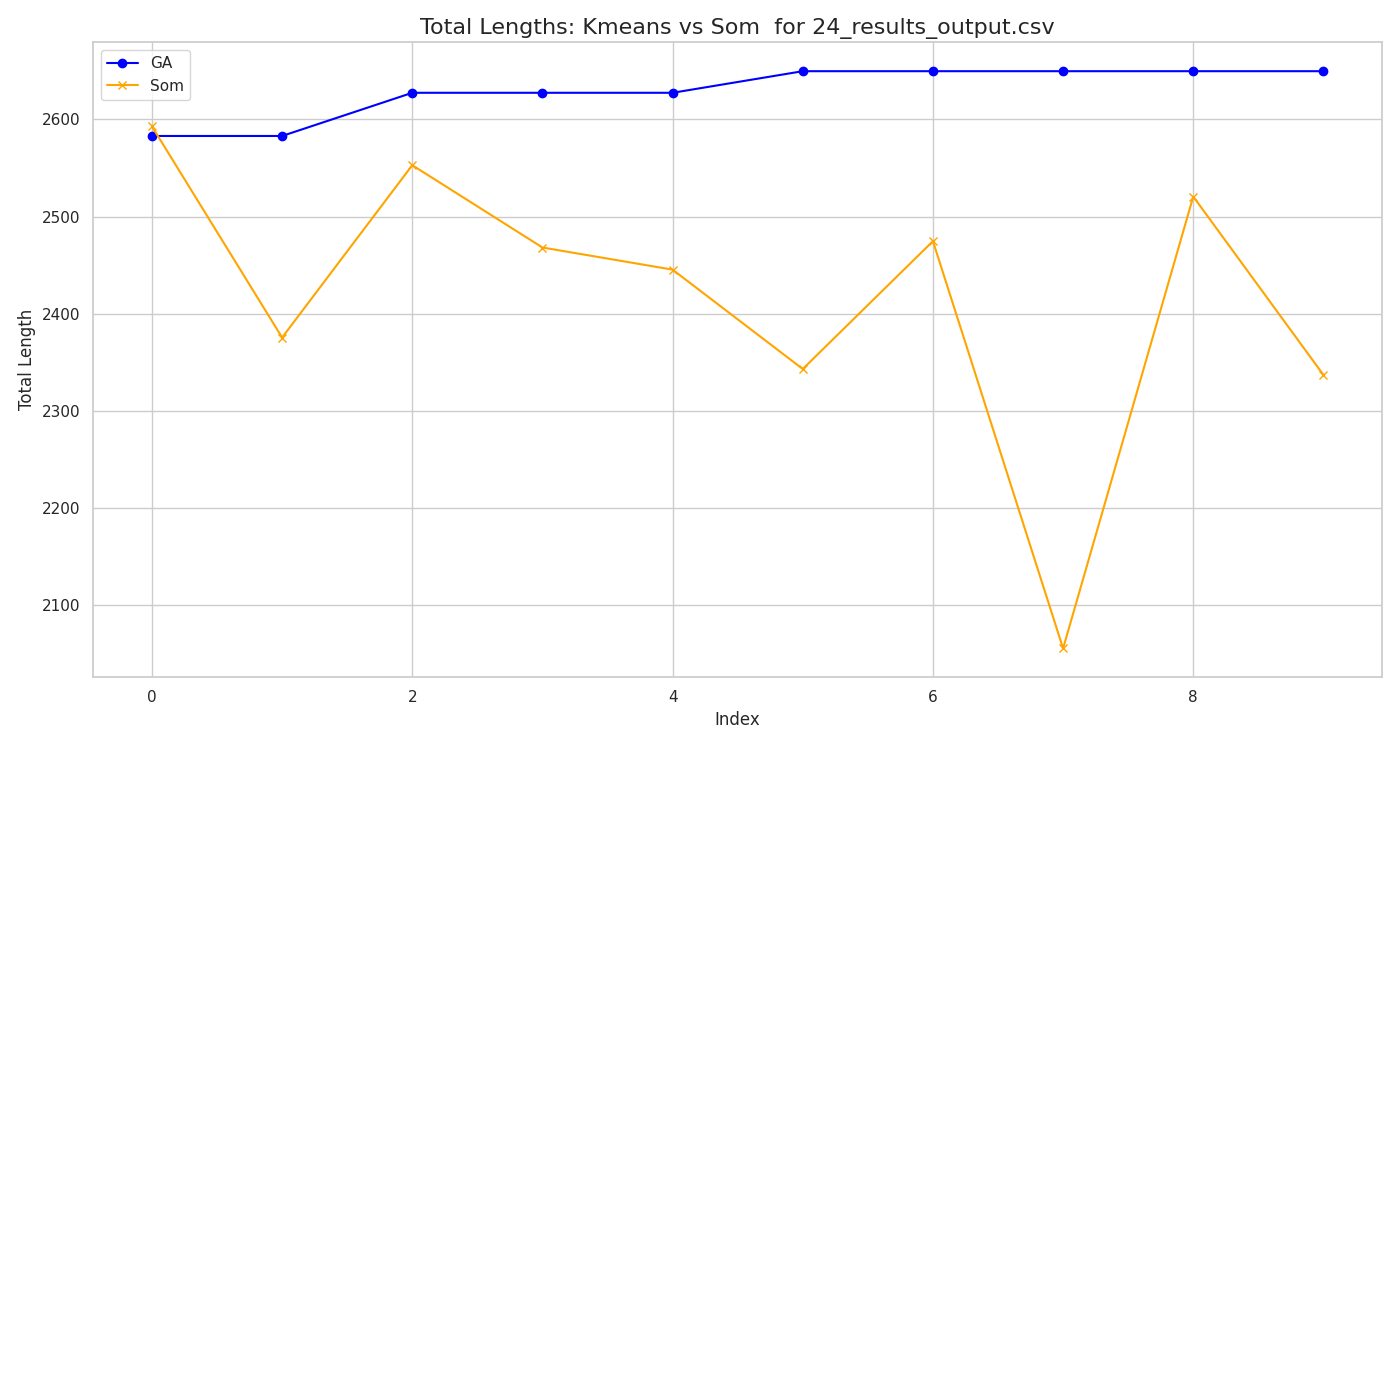 Total Lengths: Kmeans vs Som  for 24_results_output.csv
GA
Som
2600
2500
2400
2300
2200
2100
Total Length
0 2 4 6 8
Index